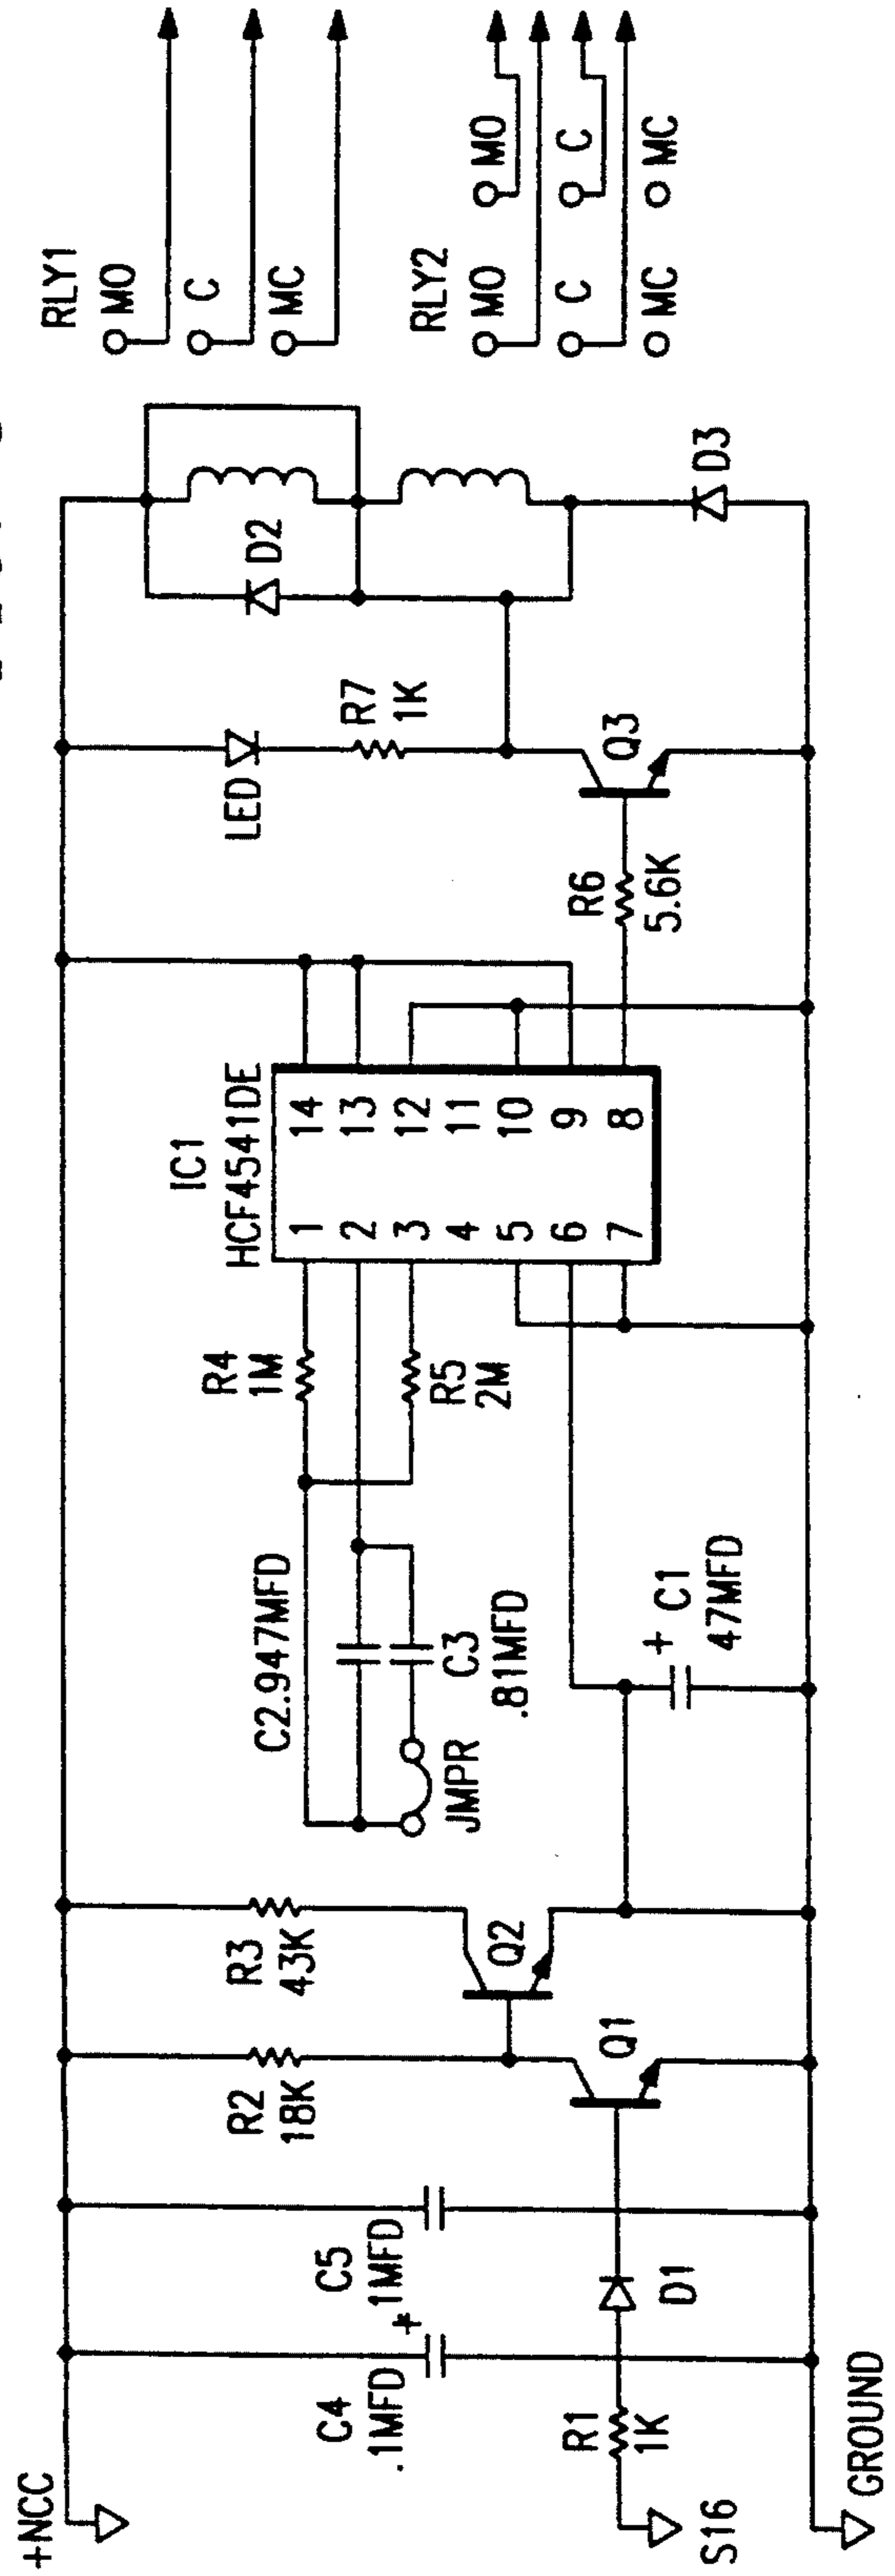 +NCC
C4
.1MFD
+
C5
1MFD
R1
1K
S16
D1
GROUND
R2
18K
Q1
R3
43K
Q2
C2.947MFD
JMPR
C3
.81MFD
+
C1
47MFD
R4
1M
R5
2M
IC1
HCF4541DE
1 14
2 13
3 12
4 11
5 10
6 9
7 8
R6
5.6K
LED
R7
1K
Q3
D2
D3
RLY1
MO
C
MC
RLY2
MO MO
C C
MC MC